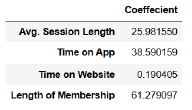 Coeffecient
Avg. Session Length 25.981550
Time on App 38.590159
Time on Website 0.190405
Length of Membership 61.279097